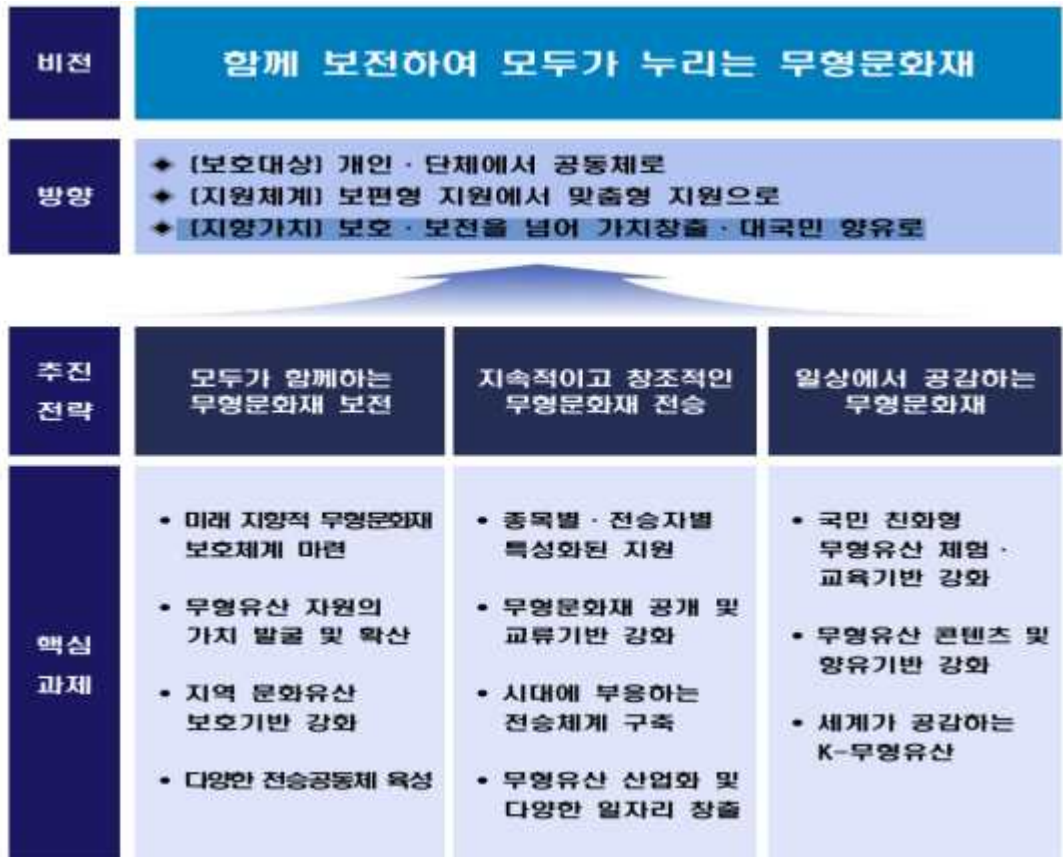 비전
함께 보전하여 모두가 누리는 무형문화재
방향
◆ [보호대상] 개인 · 단체에서 공동체로
◆ [지원체계] 보편형 지원에서 맞춤형 지원으로
◆ [지향가치] 보호 · 보전을 넘어 가치창출 · 대국민 향유로
추진
전략
모두가 함께하는
무형문화재 보전
지속적이고 창조적인
무형문화재 전승
일상에서 공감하는
무형문화재
핵심
과제
• 미래 지향적 무형문화재
보호체계 마련
• 무형유산 자원의
가치 발굴 및 확산
• 지역 문화유산
보호기반 강화
• 다양한 전승공동체 육성
• 종목별 · 전승자별
특성화된 지원
• 무형문화재 공개 및
교류기반 강화
• 시대에 부응하는
전승체계 구축
• 무형유산 산업화 및
다양한 일자리 창출
• 국민 친화형
무형유산 체험 ·
교육기반 강화
• 무형유산 콘텐츠 및
향유기반 강화
• 세계가 공감하는
K-무형유산